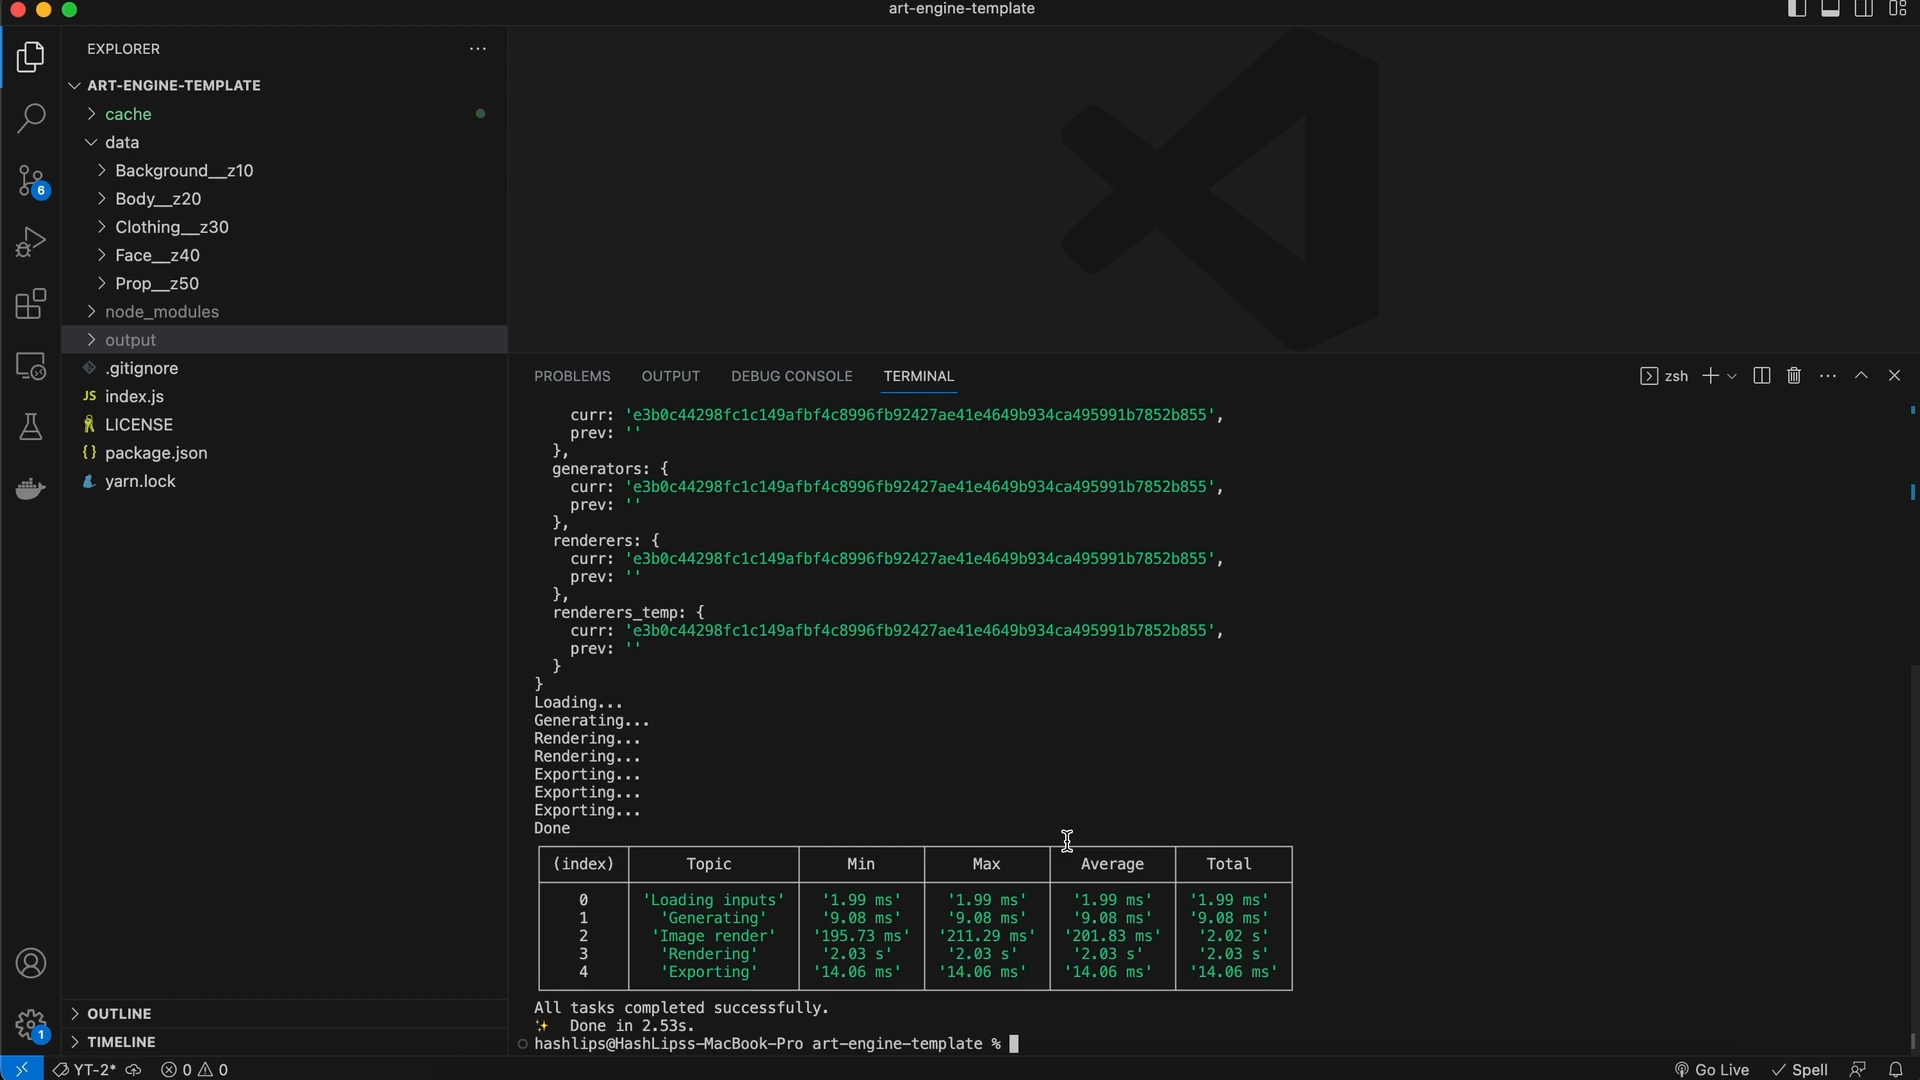 art-engine-template
EXPLORER
ART-ENGINE-TEMPLATE
cache
data
Background__z10
Body__z20
Clothing__z30
Face__z40
Prop__z50
node_modules
output
.gitignore
JS index.js
LICENSE
{} package.json
yarn.lock
6
1
OUTLINE
TIMELINE
PROBLEMS OUTPUT DEBUG CONSOLE TERMINAL
zsh
curr: 'e3b0c44298fc1c149afbf4c8996fb92427ae41e4649b934ca495991b7852b855',
prev: ''
},
generators: {
curr: 'e3b0c44298fc1c149afbf4c8996fb92427ae41e4649b934ca495991b7852b855',
prev: ''
},
renderers: {
curr: 'e3b0c44298fc1c149afbf4c8996fb92427ae41e4649b934ca495991b7852b855',
prev: ''
},
renderers_temp: {
curr: 'e3b0c44298fc1c149afbf4c8996fb92427ae41e4649b934ca495991b7852b855',
prev: ''
}
}
Loading...
Generating...
Rendering...
Rendering...
Exporting...
Exporting...
Exporting...
Done
(index) Topic Min Max Average Total
0 'Loading inputs' '1.99 ms' '1.99 ms' '1.99 ms' '1.99 ms'
1 'Generating' '9.08 ms' '9.08 ms' '9.08 ms' '9.08 ms'
2 'Image render' '195.73 ms' '211.29 ms' '201.83 ms' '2.02 s'
3 'Rendering' '2.03 s' '2.03 s' '2.03 s' '2.03 s'
4 'Exporting' '14.06 ms' '14.06 ms' '14.06 ms' '14.06 ms'
All tasks completed successfully.
✨ Done in 2.53s.
hashlips@HashLipss-MacBook-Pro art-engine-template %
YT-2* 0 0 Go Live Spell